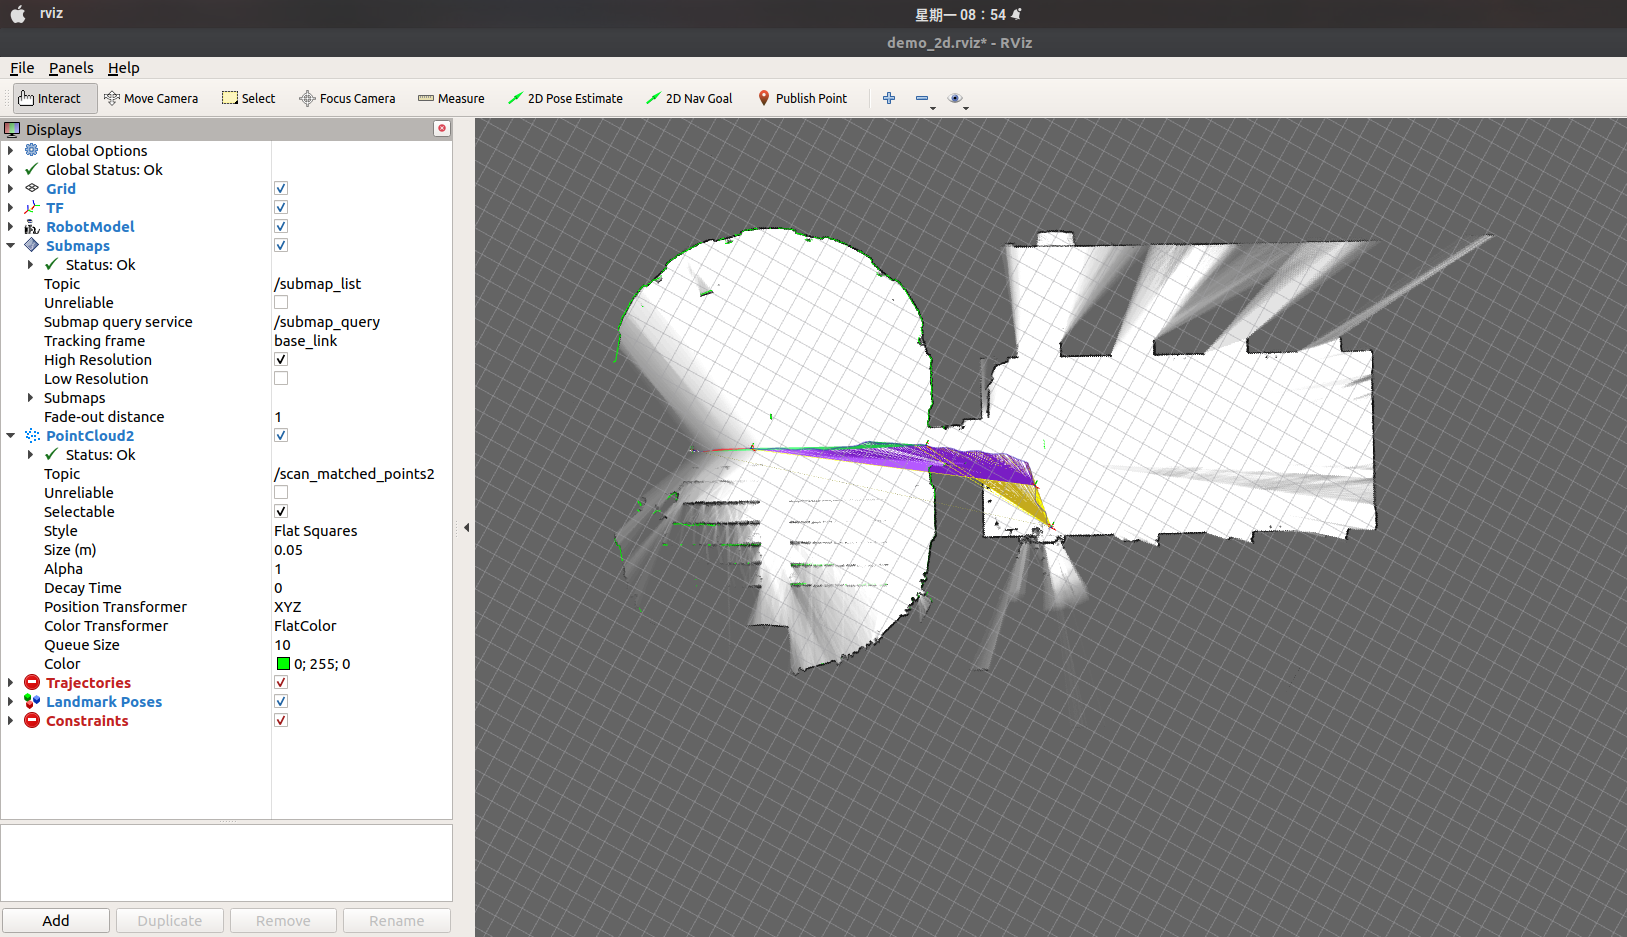 rviz
星期一 08：54
demo_2d.rviz* - RViz
File Panels Help
Interact Move Camera Select Focus Camera Measure 2D Pose Estimate 2D Nav Goal Publish Point
Displays
Global Options
Global Status: Ok
Grid
TF
RobotModel
Submaps
Status: Ok
Topic /submap_list
Unreliable
Submap query service /submap_query
Tracking frame base_link
High Resolution
Low Resolution
Submaps
Fade-out distance 1
PointCloud2
Status: Ok
Topic /scan_matched_points2
Unreliable
Selectable
Style Flat Squares
Size (m) 0.05
Alpha 1
Decay Time 0
Position Transformer XYZ
Color Transformer FlatColor
Queue Size 10
Color 0; 255; 0
Trajectories
Landmark Poses
Constraints
Add Duplicate Remove Rename